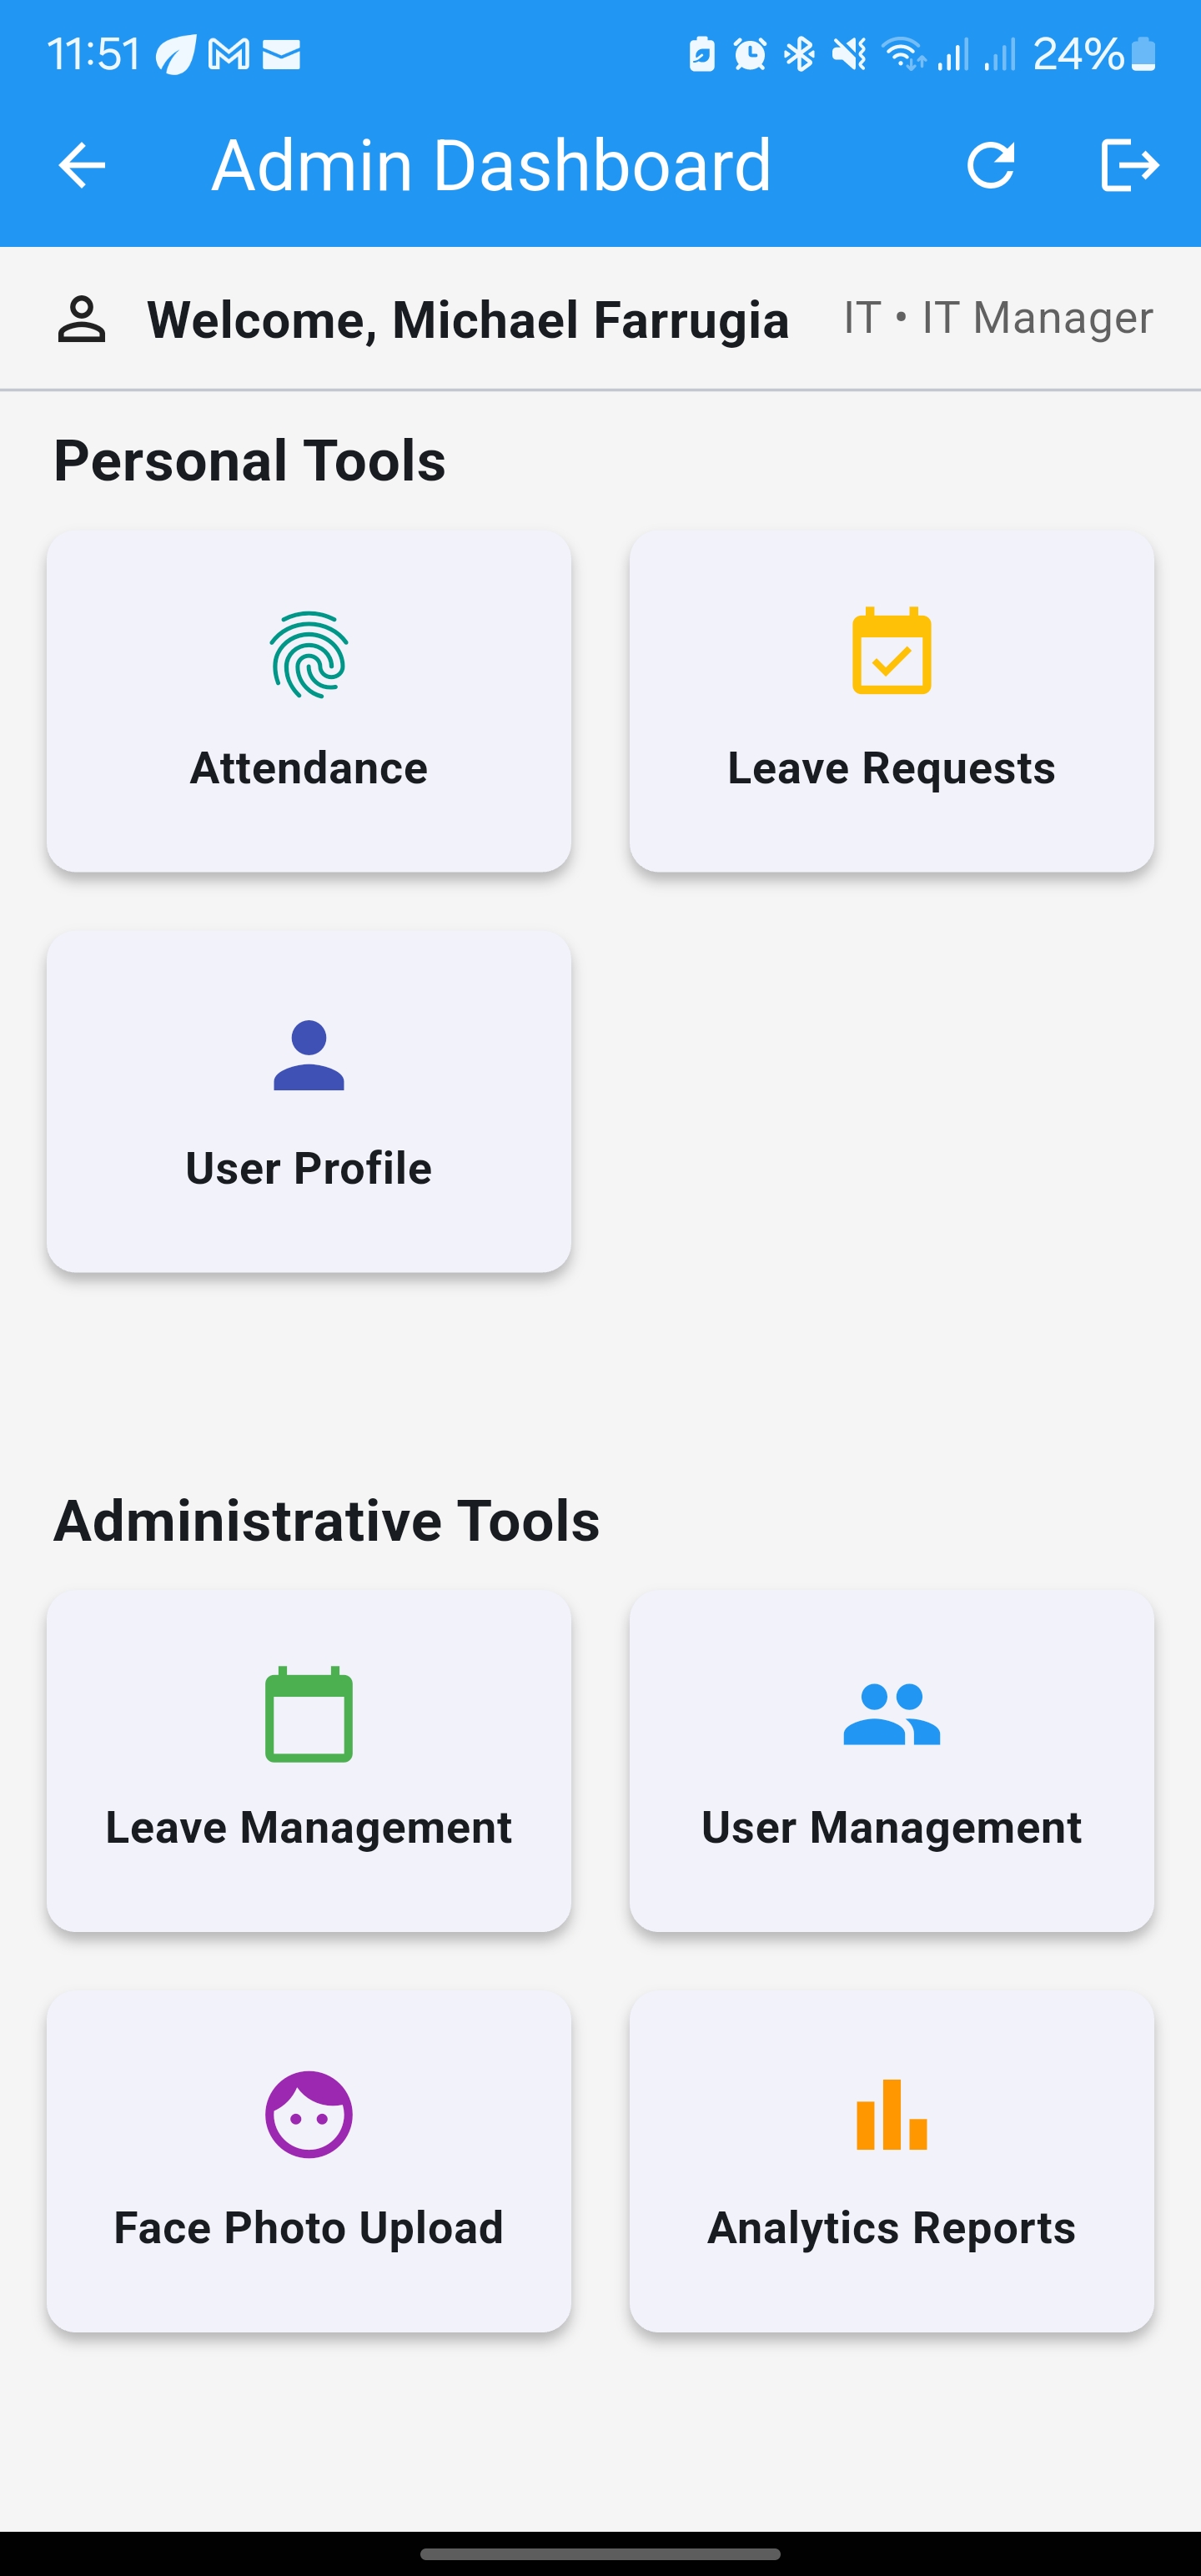 11:51 24%
Admin Dashboard
Welcome, Michael Farrugia IT • IT Manager
Personal Tools
Attendance Leave Requests
User Profile
Administrative Tools
Leave Management User Management
Face Photo Upload Analytics Reports